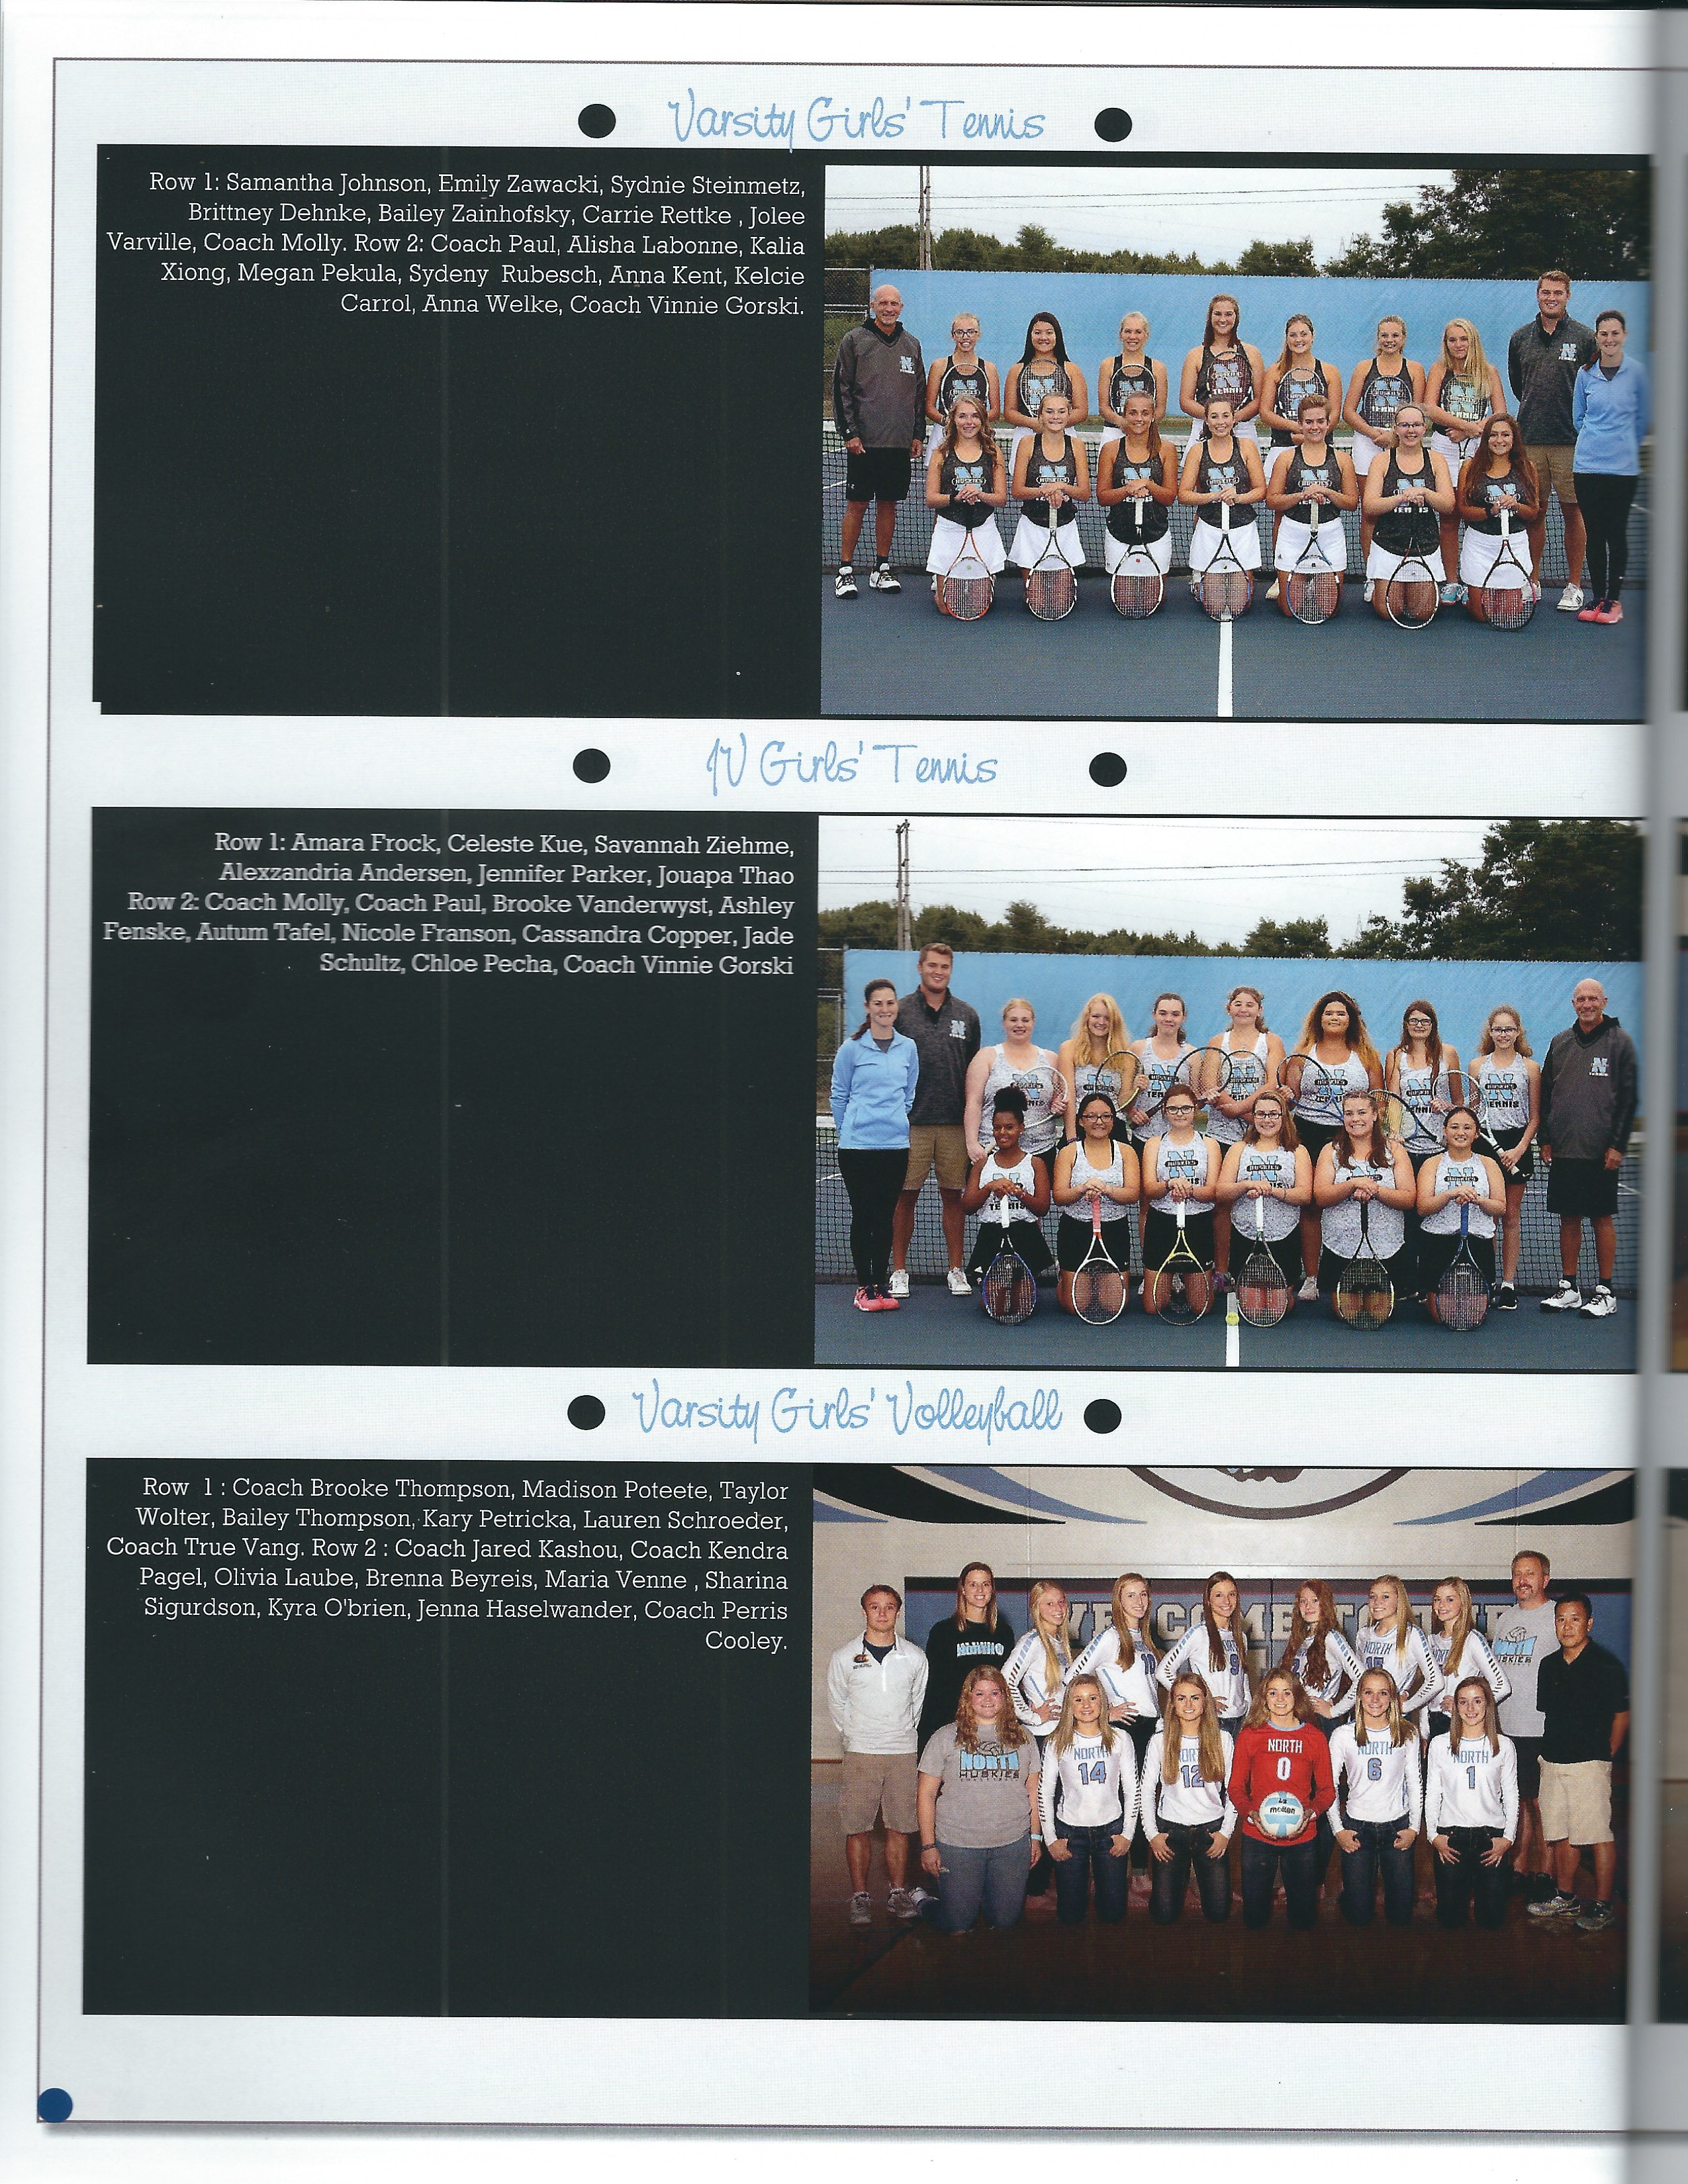 Varsity Girls' Tennis
Row 1: Samantha Johnson, Emily Zawacki, Sydnie Steinmetz,
Brittney Dehnke, Bailey Zainhofsky, Carrie Rettke , Jolee
Varville, Coach Molly. Row 2: Coach Paul, Alisha Labonne, Kalia
Xiong, Megan Pekula, Sydeny Rubesch, Anna Kent, Kelcie
Carrol, Anna Welke, Coach Vinnie Gorski.
JV Girls' Tennis
Row 1: Amara Frock, Celeste Kue, Savannah Ziehme,
Alexzandria Andersen, Jennifer Parker, Jouapa Thao
Row 2: Coach Molly, Coach Paul, Brooke Vanderwyst, Ashley
Fenske, Autum Tafel, Nicole Franson, Cassandra Copper, Jade
Schultz, Chloe Pecha, Coach Vinnie Gorski
Varsity Girls' Volleyball
Row 1 : Coach Brooke Thompson, Madison Poteete, Taylor
Wolter, Bailey Thompson, Kary Petricka, Lauren Schroeder,
Coach True Vang. Row 2 : Coach Jared Kashou, Coach Kendra
Pagel, Olivia Laube, Brenna Beyreis, Maria Venne , Sharina
Sigurdson, Kyra O'brien, Jenna Haselwander, Coach Perris
Cooley.
WELCOME TO THE
NORTH
HUSKIES
NORTH 14
12
NORTH 0
molten
NORTH 6
NORTH 1